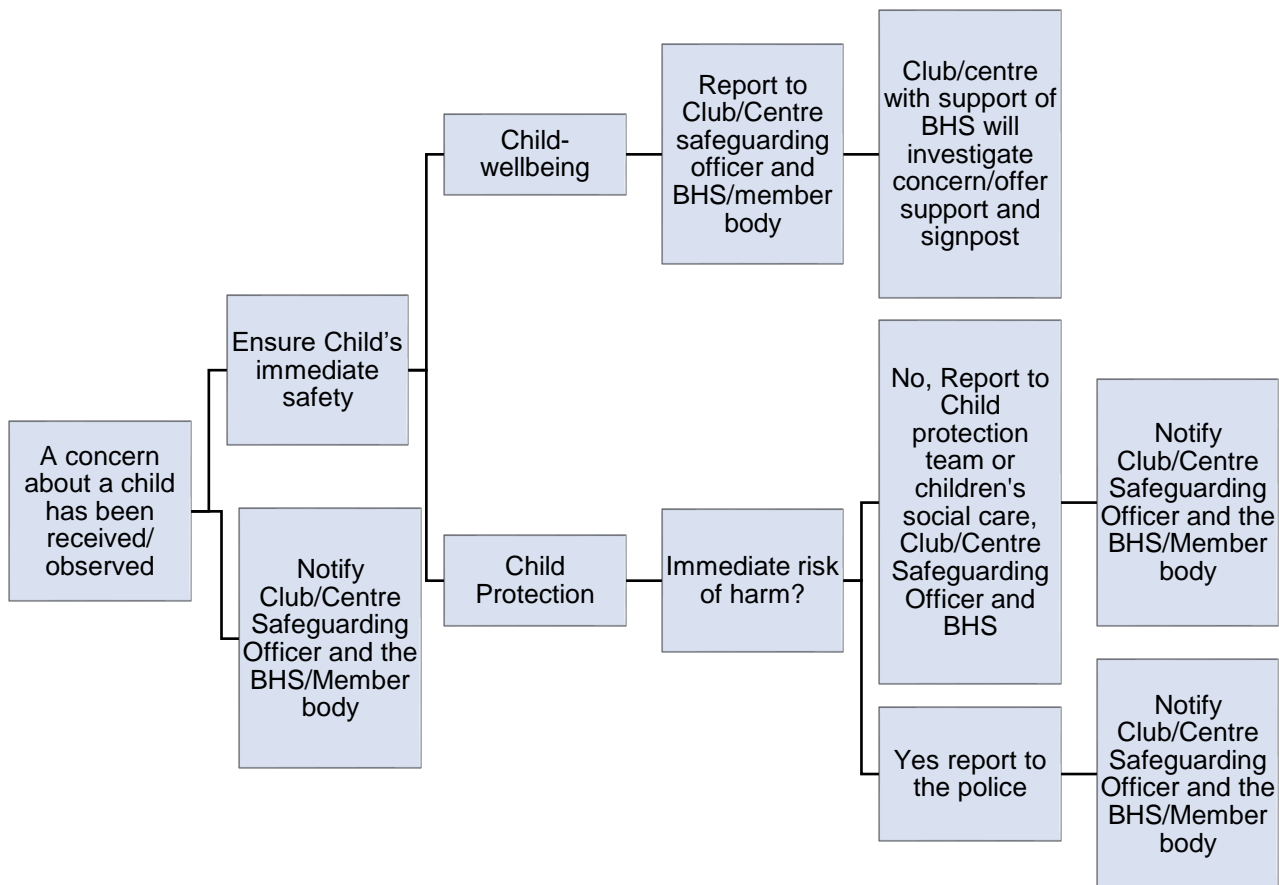 A concern
about a child
has been
received/
observed
Ensure Child’s
immediate
safety
Notify
Club/Centre
Safeguarding
Officer and the
BHS/Member
body
Child-
wellbeing
Report to
Club/Centre
safeguarding
officer and
BHS/member
body
Club/centre
with support of
BHS will
investigate
concern/offer
support and
signpost
Child
Protection
Immediate risk
of harm?
No, Report to
Child
protection
team or
children's
social care,
Club/Centre
Safeguarding
Officer and
BHS
Notify
Club/Centre
Safeguarding
Officer and the
BHS/Member
body
Yes report to
the police
Notify
Club/Centre
Safeguarding
Officer and the
BHS/Member
body